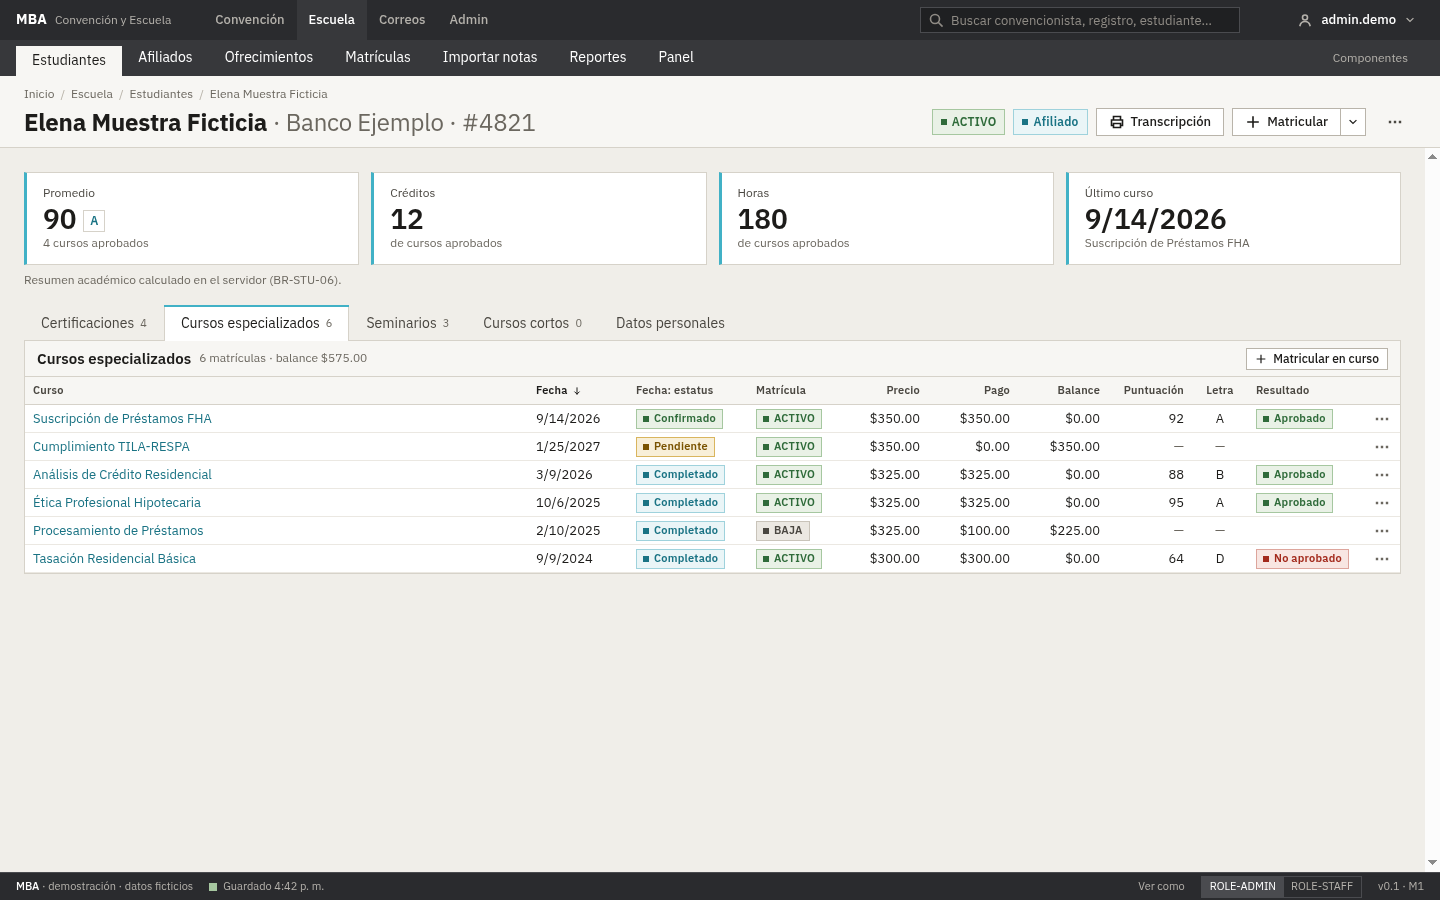 MBA Convención y Escuela Convención Escuela Correos Admin Buscar convencionista, registro, estudiante... admin.demo
Estudiantes Afiliados Ofrecimientos Matrículas Importar notas Reportes Panel Componentes
Inicio / Escuela / Estudiantes / Elena Muestra Ficticia
Elena Muestra Ficticia · Banco Ejemplo · #4821 ACTIVO Afiliado Transcripción Matricular
Promedio Créditos Horas Último curso
90 A 12 180 9/14/2026
4 cursos aprobados de cursos aprobados de cursos aprobados Suscripción de Préstamos FHA
Resumen académico calculado en el servidor (BR-STU-06).
Certificaciones 4 Cursos especializados 6 Seminarios 3 Cursos cortos 0 Datos personales
Cursos especializados 6 matrículas · balance $575.00 Matricular en curso
Curso Fecha ↓ Fecha: estatus Matrícula Precio Pago Balance Puntuación Letra Resultado
Suscripción de Préstamos FHA 9/14/2026 Confirmado ACTIVO $350.00 $350.00 $0.00 92 A Aprobado
Cumplimiento TILA-RESPA 1/25/2027 Pendiente ACTIVO $350.00 $0.00 $350.00 — —
Análisis de Crédito Residencial 3/9/2026 Completado ACTIVO $325.00 $325.00 $0.00 88 B Aprobado
Ética Profesional Hipotecaria 10/6/2025 Completado ACTIVO $325.00 $325.00 $0.00 95 A Aprobado
Procesamiento de Préstamos 2/10/2025 Completado BAJA $325.00 $100.00 $225.00 — —
Tasación Residencial Básica 9/9/2024 Completado ACTIVO $300.00 $300.00 $0.00 64 D No aprobado
MBA · demostración · datos ficticios Guardado 4:42 p. m. Ver como ROLE-ADMIN ROLE-STAFF v0.1 · M1